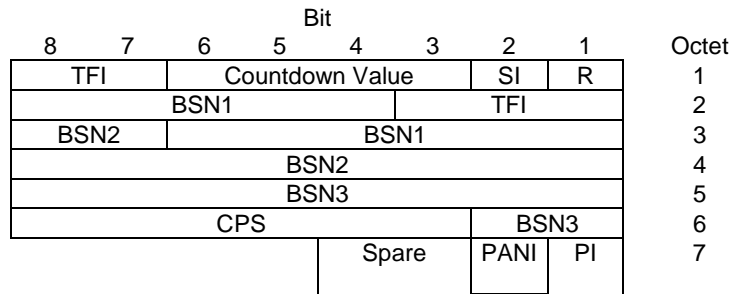 Bit
8 7 6 5 4 3 2 1 Octet
TFI Countdown Value SI R 1
BSN1 TFI 2
BSN2 BSN1 3
BSN2 4
BSN3 5
CPS BSN3 6
Spare PANI PI 7